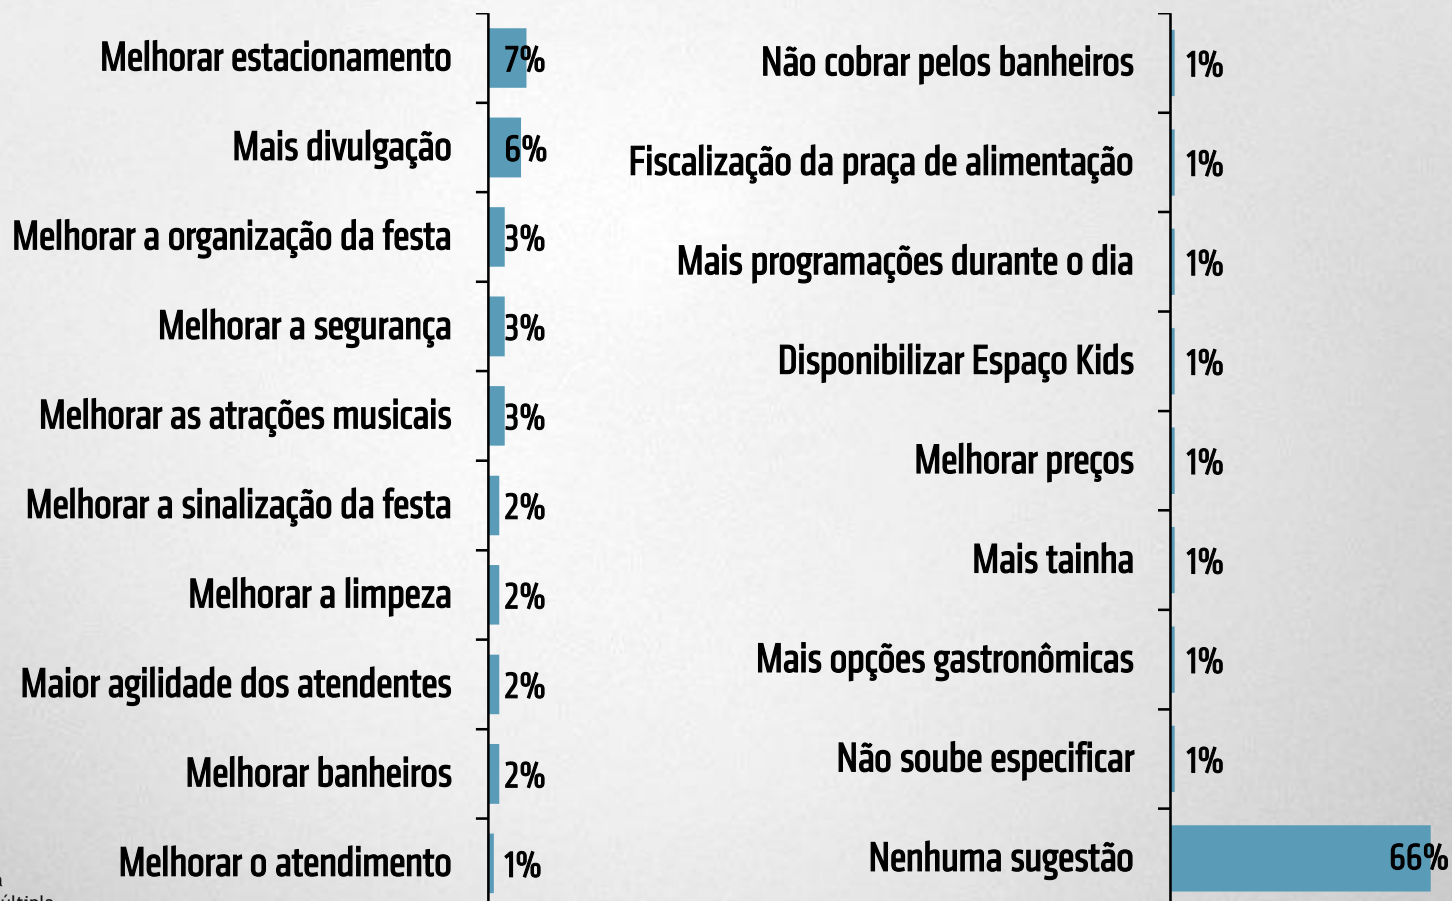 Melhorar estacionamento 7%
Mais divulgação 6%
Melhorar a organização da festa 3%
Melhorar a segurança 3%
Melhorar as atrações musicais 3%
Melhorar a sinalização da festa 2%
Melhorar a limpeza 2%
Maior agilidade dos atendentes 2%
Melhorar banheiros 2%
Melhorar o atendimento 1%
Não cobrar pelos banheiros 1%
Fiscalização da praça de alimentação 1%
Mais programações durante o dia 1%
Disponibilizar Espaço Kids 1%
Melhorar preços 1%
Mais tainha 1%
Mais opções gastronômicas 1%
Não soube especificar 1%
Nenhuma sugestão 66%